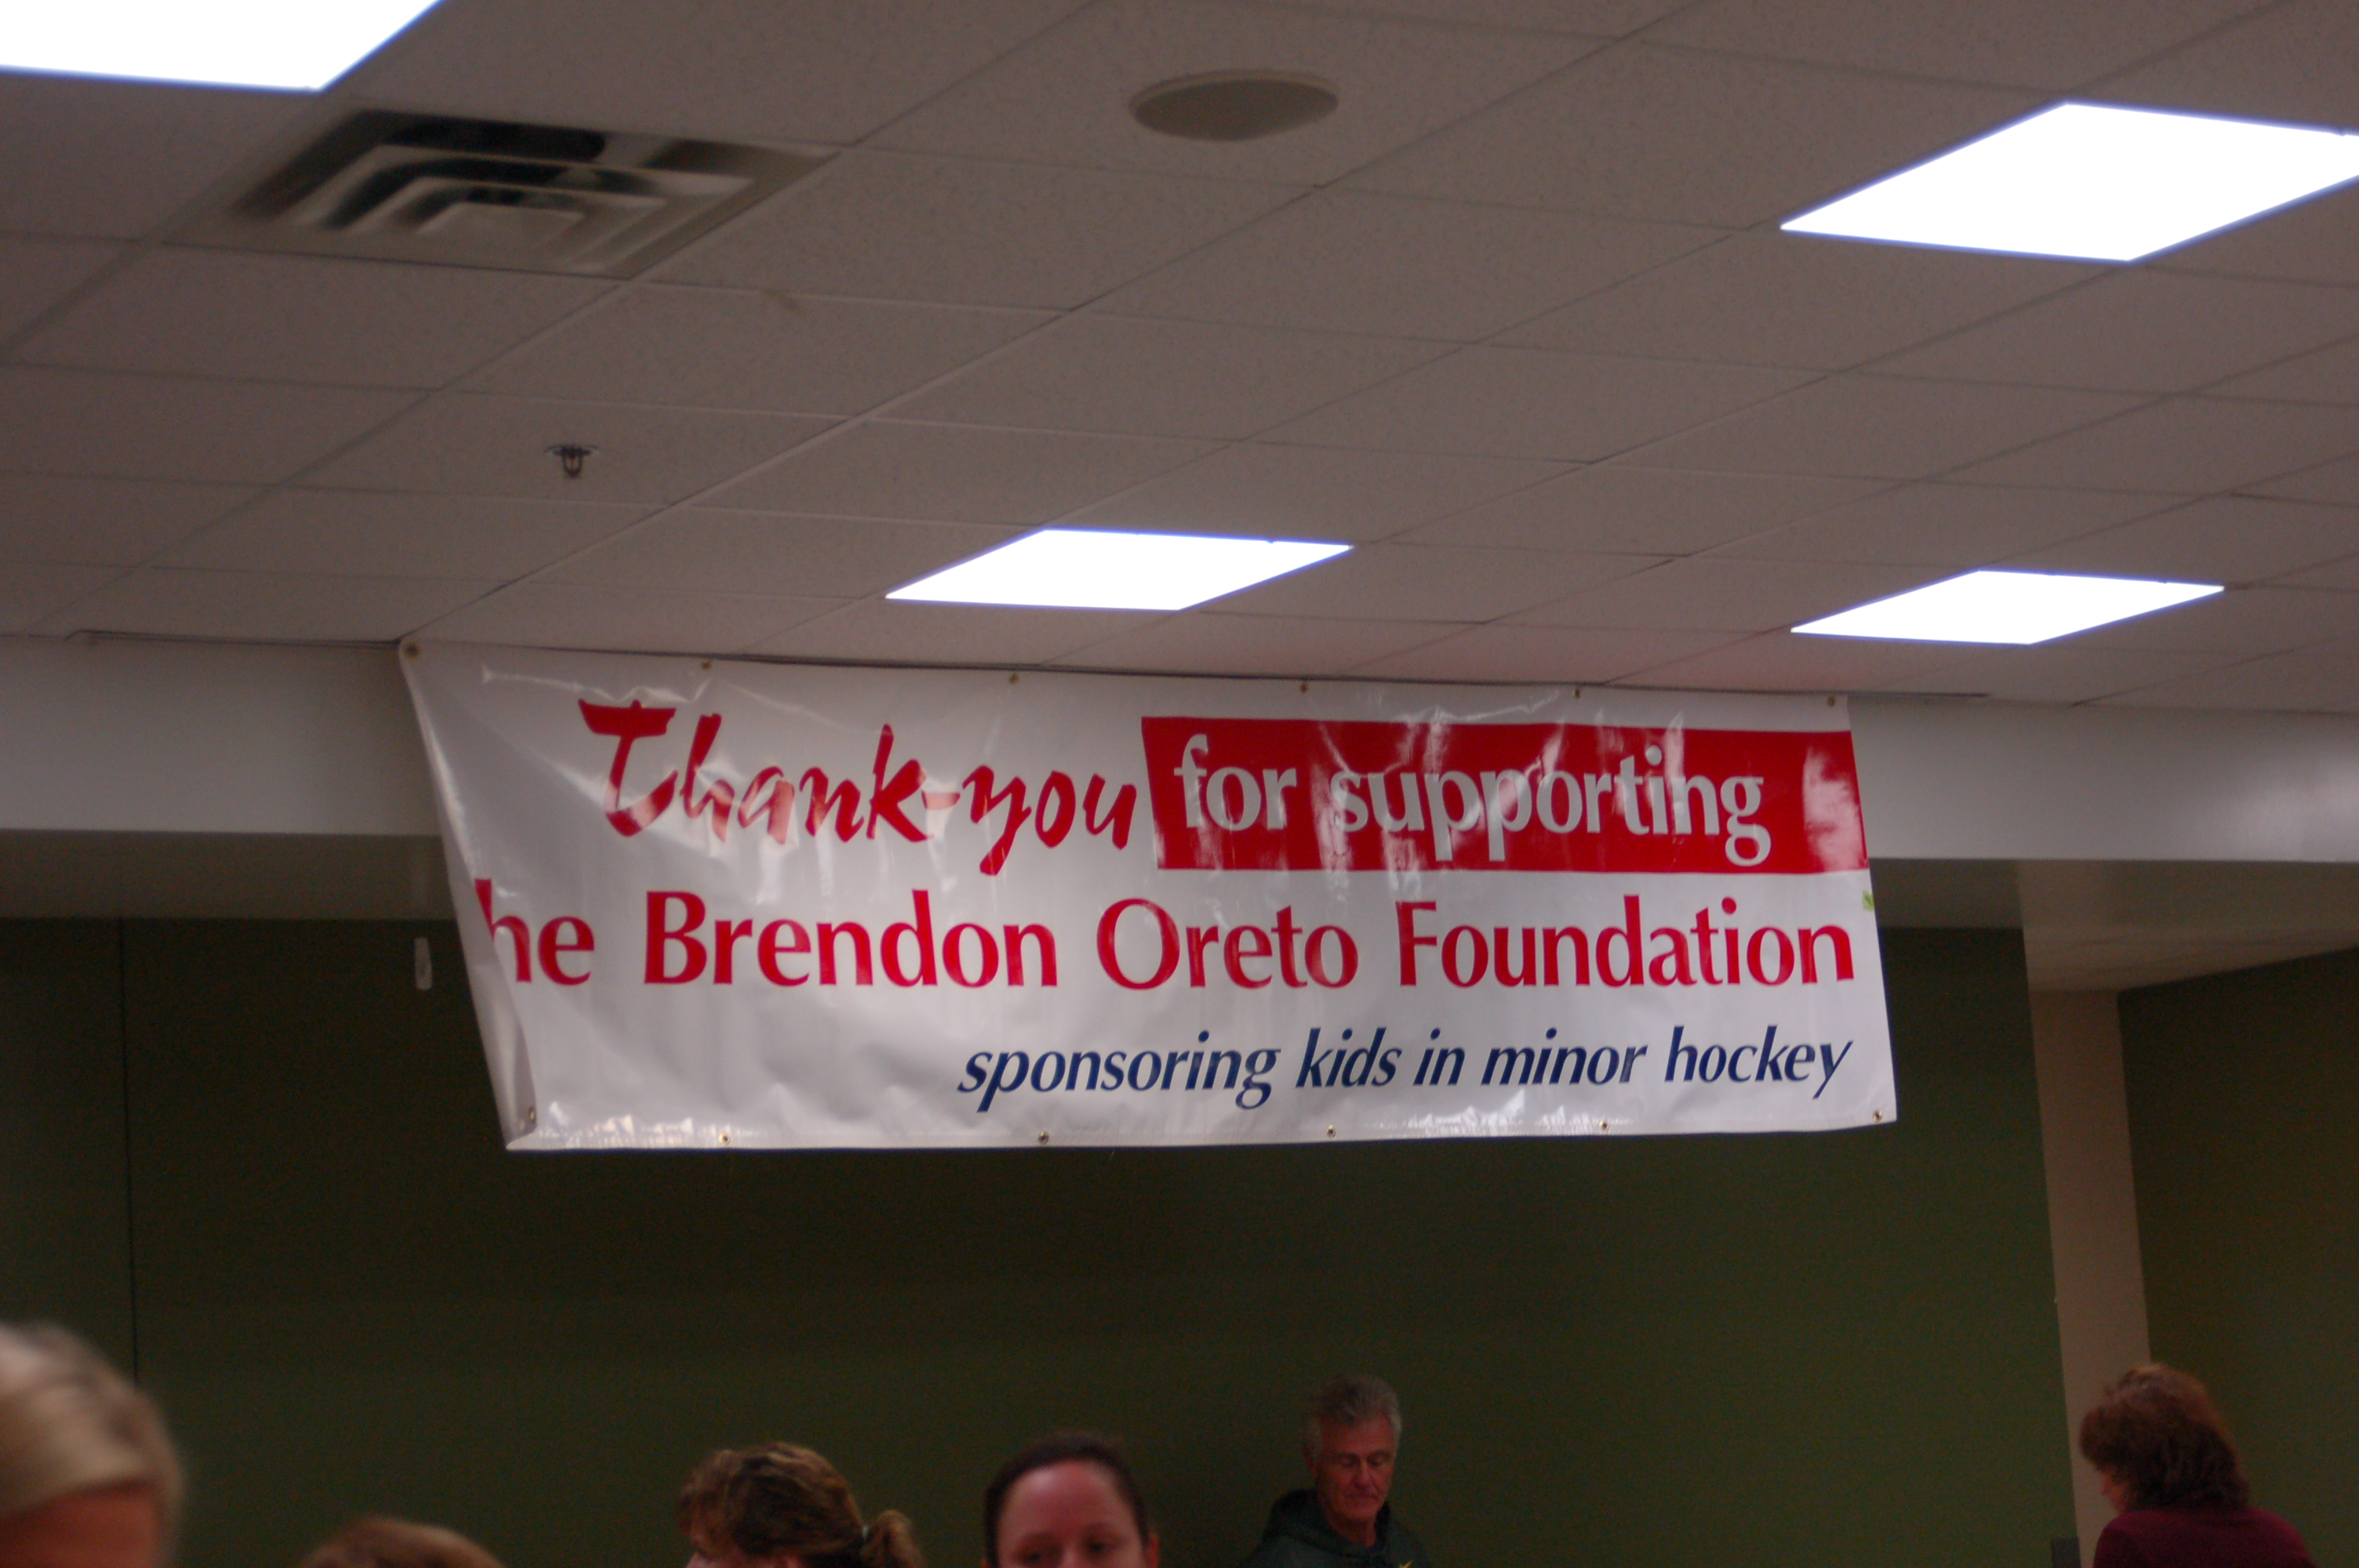 Thank-you for supporting
he Brendon Oreto Foundation
sponsoring kids in minor hockey